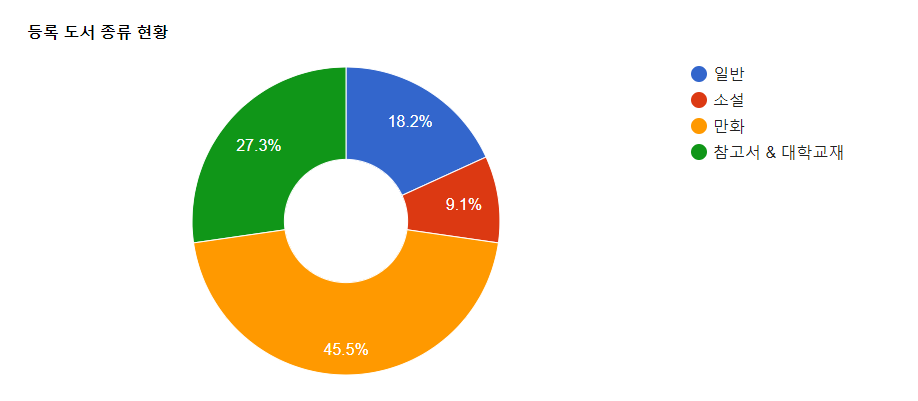 등록 도서 종류 현황
일반
소설
만화
참고서 & 대학교재
18.2%
27.3%
9.1%
45.5%